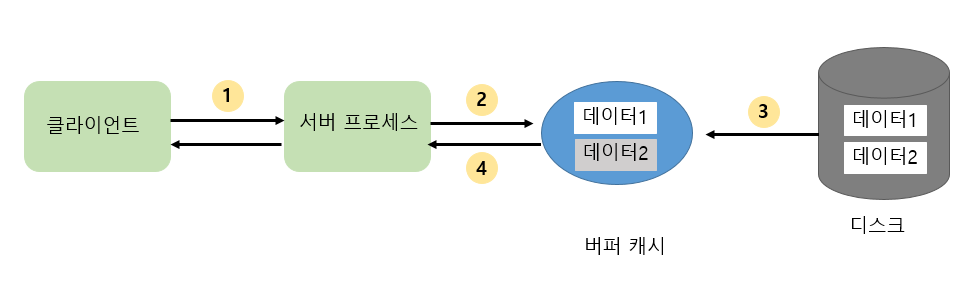 클라이언트
1
서버 프로세스
2
4
데이터1
데이터2
버퍼 캐시
3
데이터1
데이터2
디스크